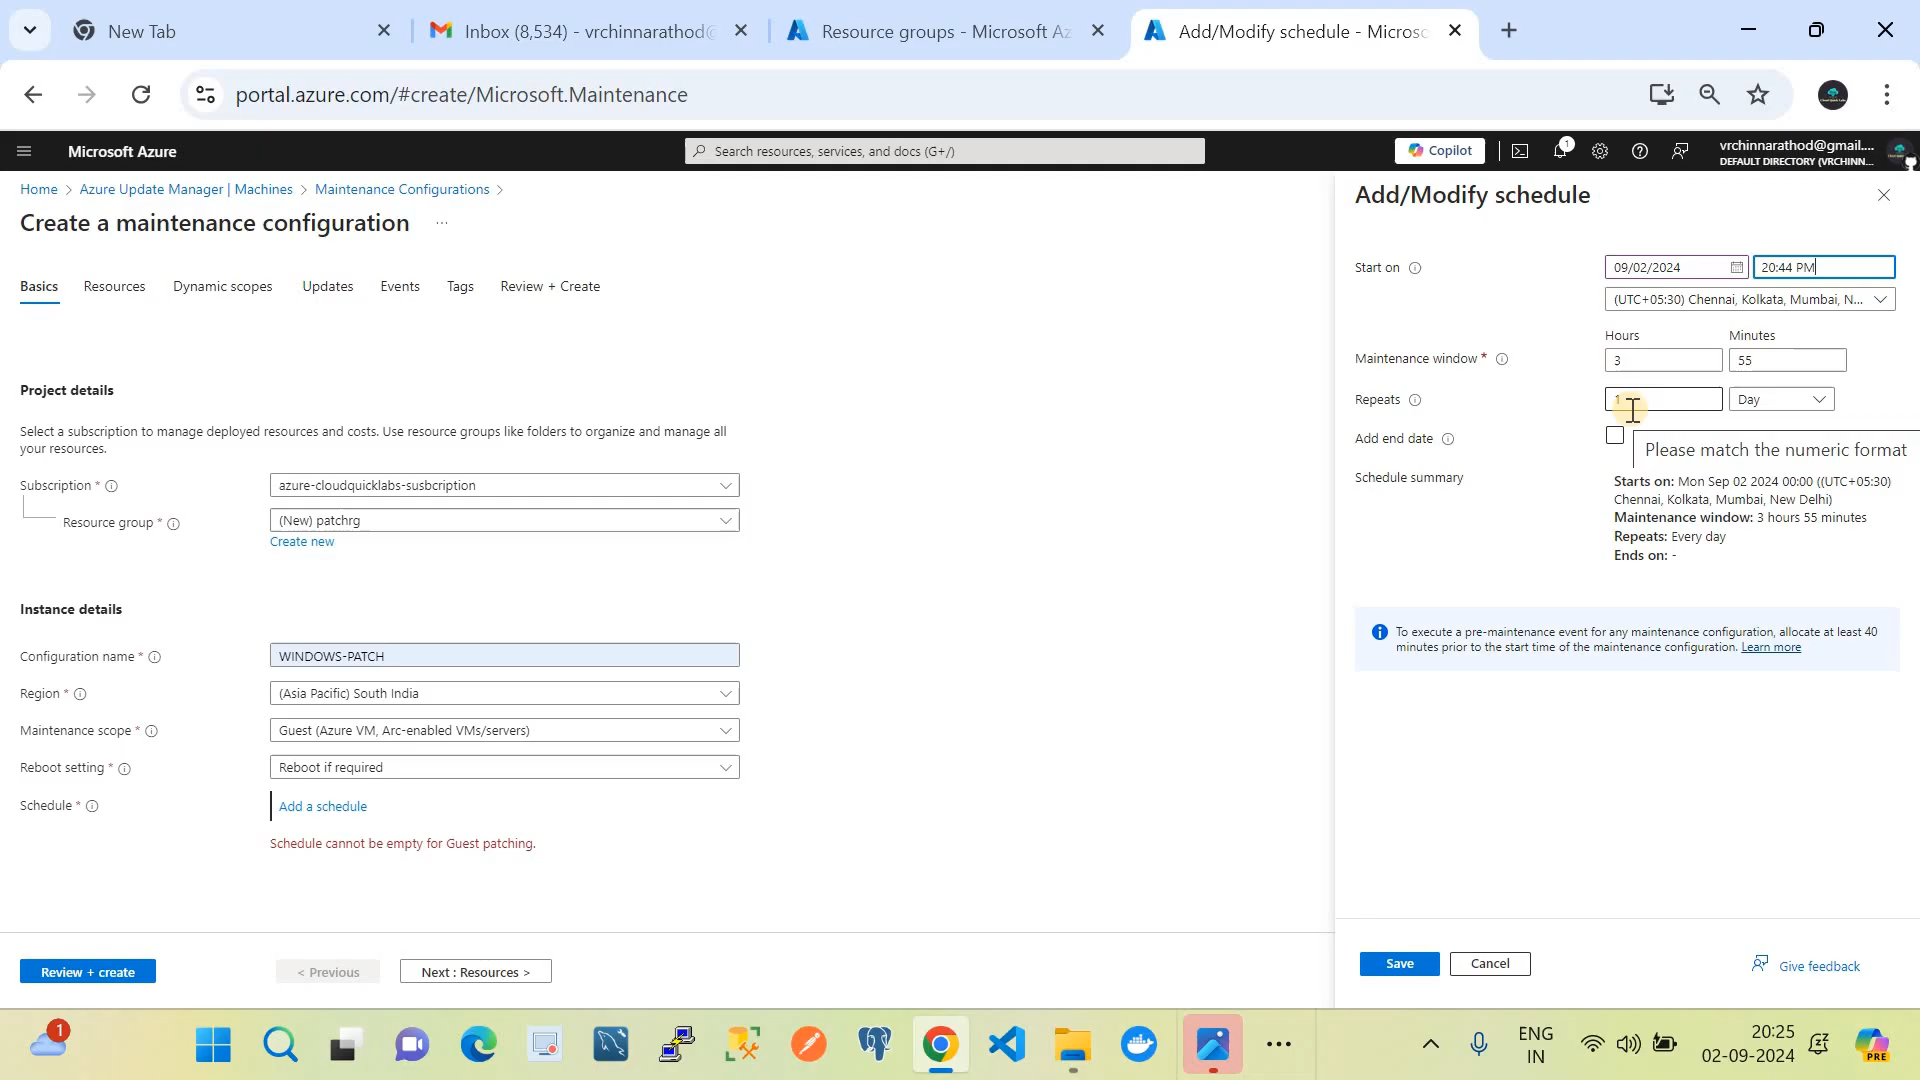 New Tab
Inbox (8,534) - vrchinnarathod@
Resource groups - Microsoft Az
Add/Modify schedule - Micros
portal.azure.com/#create/Microsoft.Maintenance
Microsoft Azure
Search resources, services, and docs (G+/)
Copilot
1
vrchinnarathod@gmail....
DEFAULT DIRECTORY (VRCHINN...
Home > Azure Update Manager | Machines > Maintenance Configurations >
Create a maintenance configuration ...
Basics
Resources
Dynamic scopes
Updates
Events
Tags
Review + Create
Project details
Select a subscription to manage deployed resources and costs. Use resource groups like folders to organize and manage all
your resources.
Subscription *
azure-cloudquicklabs-susbcription
Resource group *
(New) patchrg
Create new
Instance details
Configuration name *
WINDOWS-PATCH
Region *
(Asia Pacific) South India
Maintenance scope *
Guest (Azure VM, Arc-enabled VMs/servers)
Reboot setting *
Reboot if required
Schedule *
Add a schedule
Schedule cannot be empty for Guest patching.
Review + create
< Previous
Next : Resources >
Add/Modify schedule
Start on
09/02/2024
20:44 PM
(UTC+05:30) Chennai, Kolkata, Mumbai, N...
Hours
Minutes
Maintenance window *
3
55
Repeats
1
Day
Add end date
Please match the numeric format
Schedule summary
Starts on: Mon Sep 02 2024 00:00 ((UTC+05:30)
Chennai, Kolkata, Mumbai, New Delhi)
Maintenance window: 3 hours 55 minutes
Repeats: Every day
Ends on: -
To execute a pre-maintenance event for any maintenance configuration, allocate at least 40
minutes prior to the start time of the maintenance configuration. Learn more
Save
Cancel
Give feedback
1
ENG
IN
20:25
02-09-2024
PRE